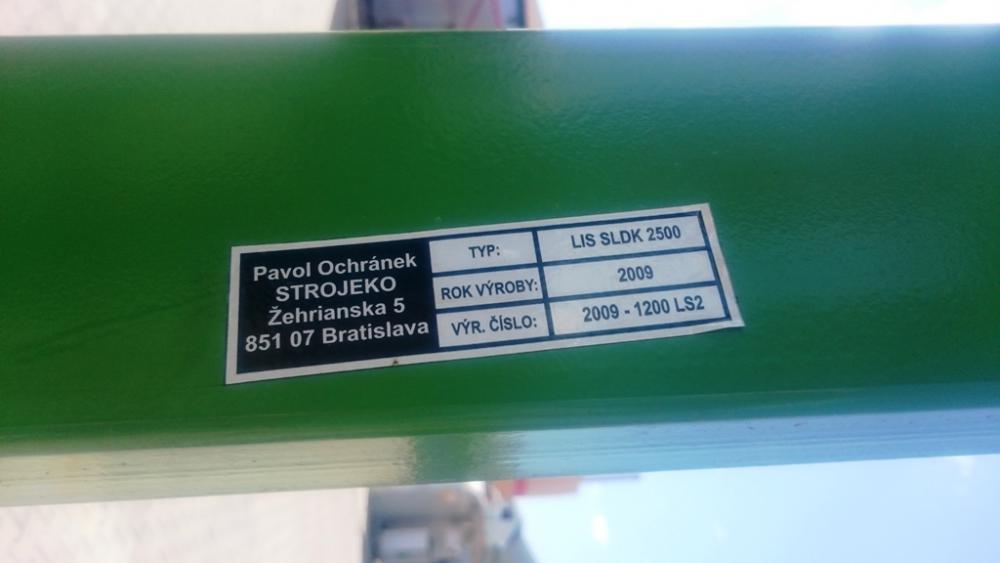 Pavol Ochránek
STROJEKO
Žehrianska 5
851 07 Bratislava
TYP: LIS SLDK 2500
ROK VÝROBY: 2009
VÝR. ČÍSLO: 2009 - 1200 LS2